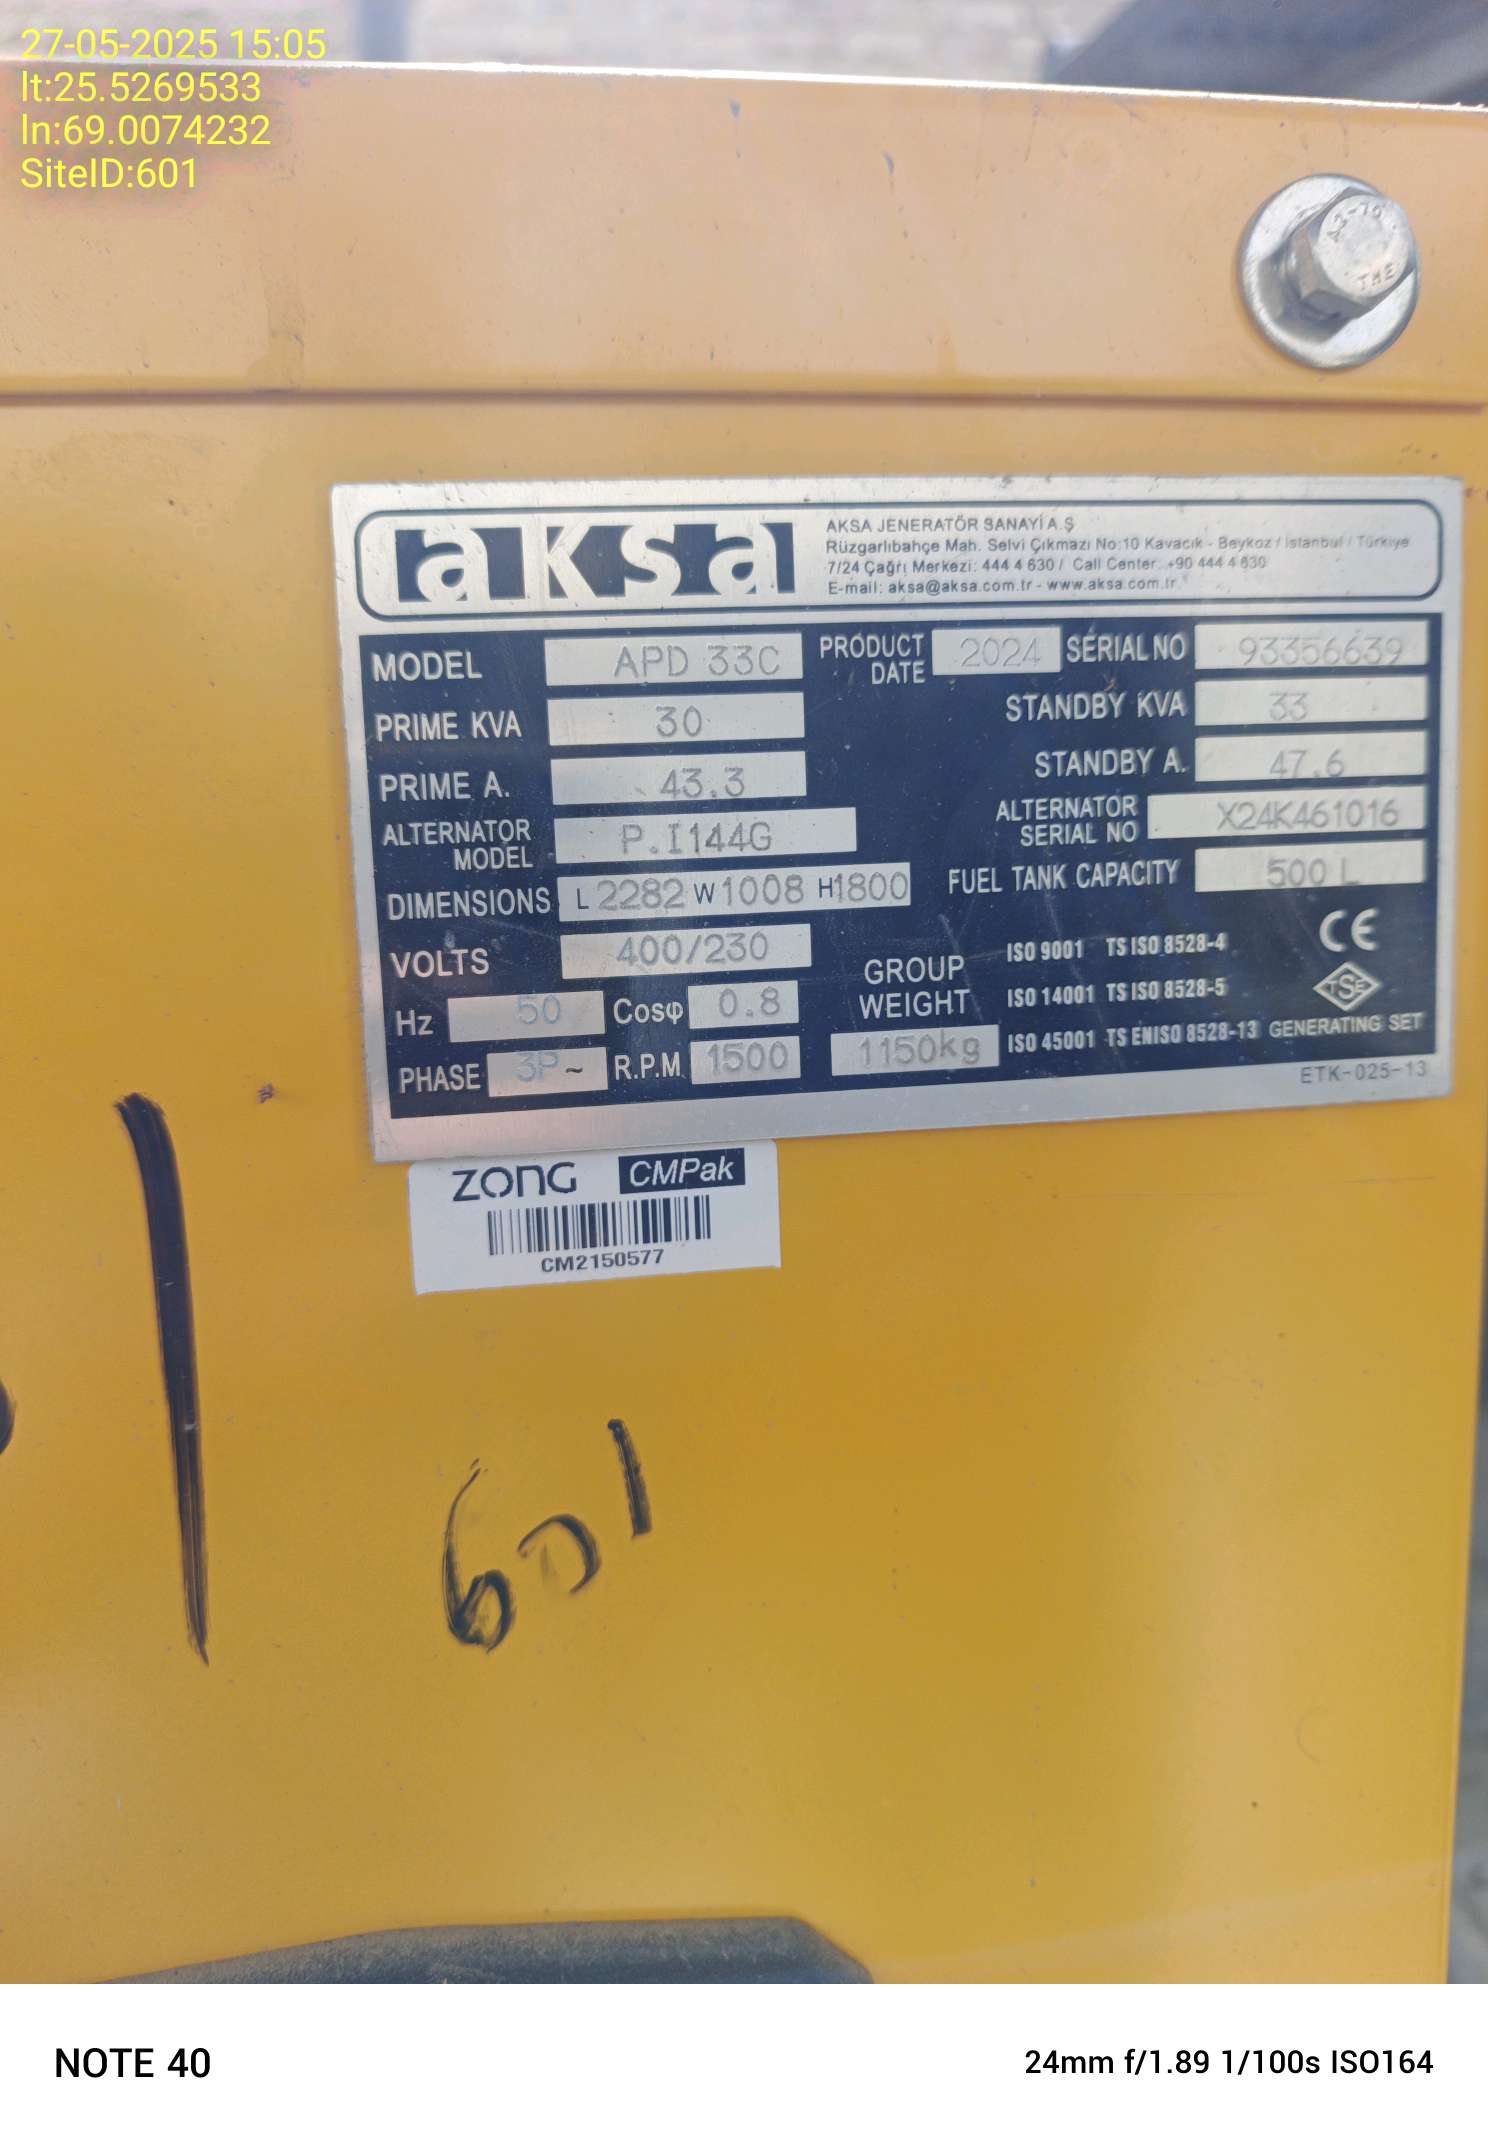 27-05-2025 15:05
lt:25.5269533
ln:69.0074232
SiteID:601
A2-70
THE
aksa
AKSA JENERATÖR SANAYİ A.Ş
Rüzgarlıbahçe Mah. Selvi Çıkmazı No:10 Kavacık - Beykoz / İstanbul / Türkiye
7/24 Çağrı Merkezi: 444 4 630 / Call Center: +90 444 4 630
E-mail: aksa@aksa.com.tr - www.aksa.com.tr
MODEL APD 33C PRODUCT DATE 2024 SERIAL NO 93356639
PRIME KVA 30 STANDBY KVA 33
PRIME A. 43.3 STANDBY A. 47.6
ALTERNATOR MODEL P.I144G ALTERNATOR SERIAL NO X24K461016
DIMENSIONS L 2282 W 1008 H 1800 FUEL TANK CAPACITY 500 L
VOLTS 400/230 GROUP WEIGHT 1150kg
Hz 50 Cosφ 0.8
PHASE 3P~ R.P.M 1500
ISO 9001 TS ISO 8528-4 CE
ISO 14001 TS ISO 8528-5 TSE
ISO 45001 TS ENISO 8528-13 GENERATING SET
ETK-025-13
ZONG CMPak
CM2150577
1
601
NOTE 40
24mm f/1.89 1/100s ISO164